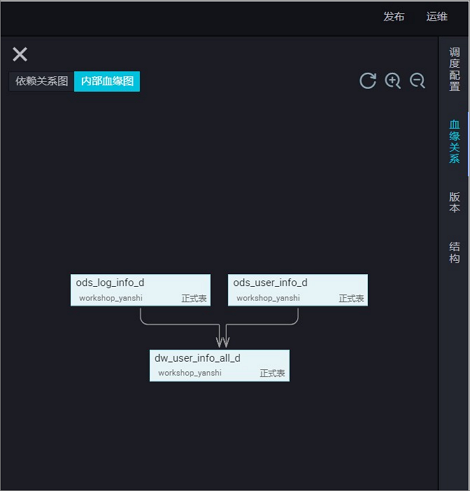 发布 运维
依赖关系图 内部血缘图
调度配置
血缘关系
版本
结构
ods_log_info_d
workshop_yanshi 正式表
ods_user_info_d
workshop_yanshi 正式表
dw_user_info_all_d
workshop_yanshi 正式表